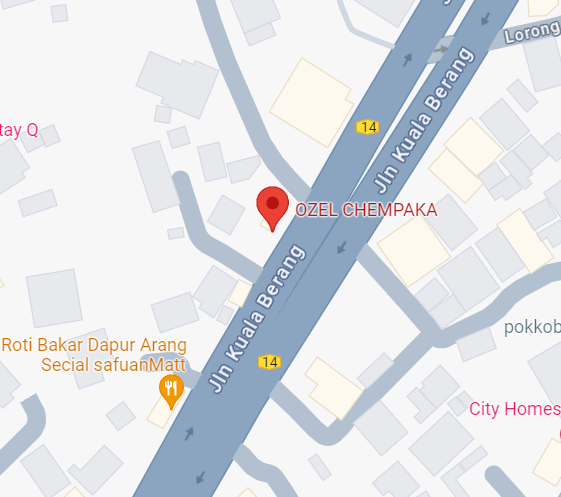 Lorong
14
Jln Kuala Berang
tay Q
OZEL CHEMPAKA
Jln Kuala Berang
pokkob
Roti Bakar Dapur Arang
Secial safuanMatt
14
City Homes